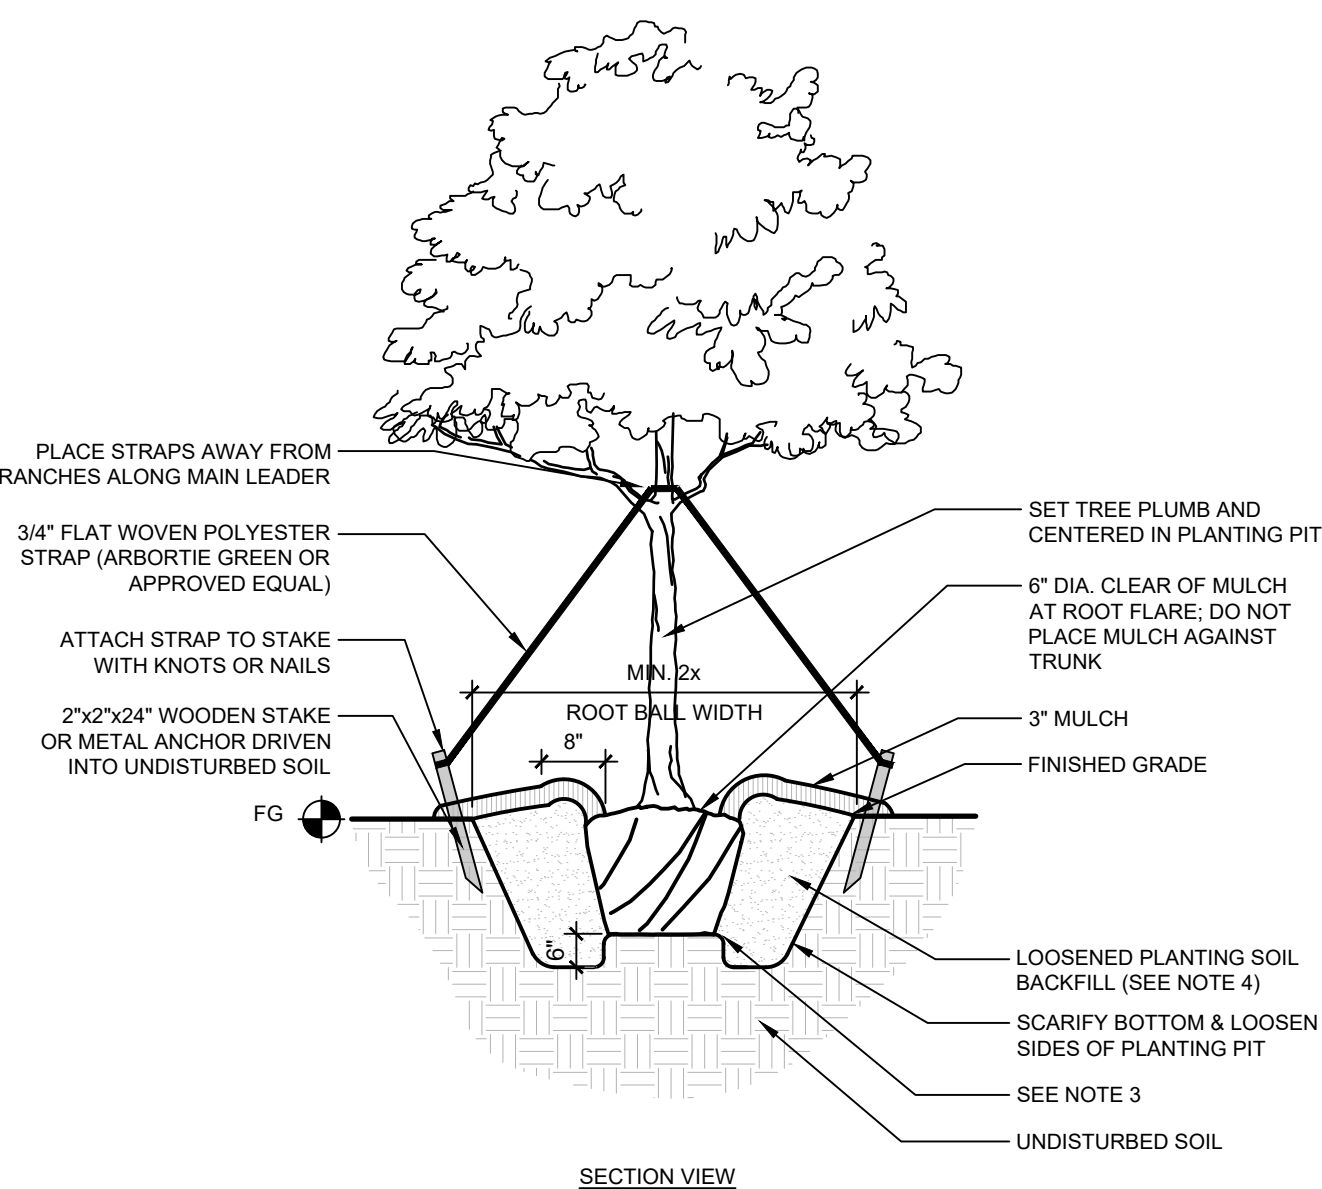 PLACE STRAPS AWAY FROM
RANCHES ALONG MAIN LEADER
3/4" FLAT WOVEN POLYESTER
STRAP (ARBORTIE GREEN OR
APPROVED EQUAL)
ATTACH STRAP TO STAKE
WITH KNOTS OR NAILS
2"x2"x24" WOODEN STAKE
OR METAL ANCHOR DRIVEN
INTO UNDISTURBED SOIL
FG
MIN. 2x
ROOT BALL WIDTH
8"
6"
SET TREE PLUMB AND
CENTERED IN PLANTING PIT
6" DIA. CLEAR OF MULCH
AT ROOT FLARE; DO NOT
PLACE MULCH AGAINST
TRUNK
3" MULCH
FINISHED GRADE
LOOSENED PLANTING SOIL
BACKFILL (SEE NOTE 4)
SCARIFY BOTTOM & LOOSEN
SIDES OF PLANTING PIT
SEE NOTE 3
UNDISTURBED SOIL
SECTION VIEW